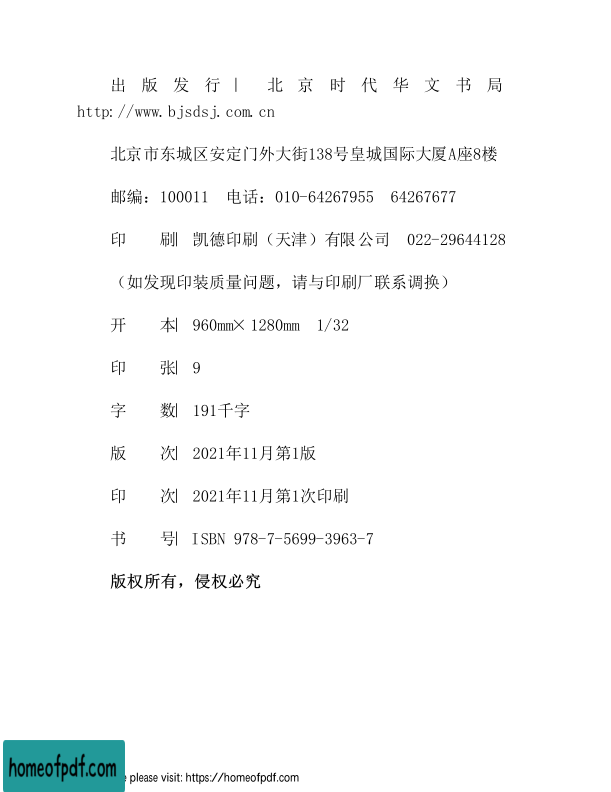 出版发行| 北京时代华文书局
http://www.bjsdsj.com.cn
北京市东城区安定门外大街138号皇城国际大厦A座8楼
邮编：100011 电话：010-64267955 64267677
印 刷| 凯德印刷（天津）有限公司 022-29644128
（如发现印装质量问题，请与印刷厂联系调换）
开 本| 960mm×1280mm 1/32
印 张| 9
字 数| 191千字
版 次| 2021年11月第1版
印 次| 2021年11月第1次印刷
书 号| ISBN 978-7-5699-3963-7
版权所有，侵权必究
homeofpdf.com
please visit: https://homeofpdf.com